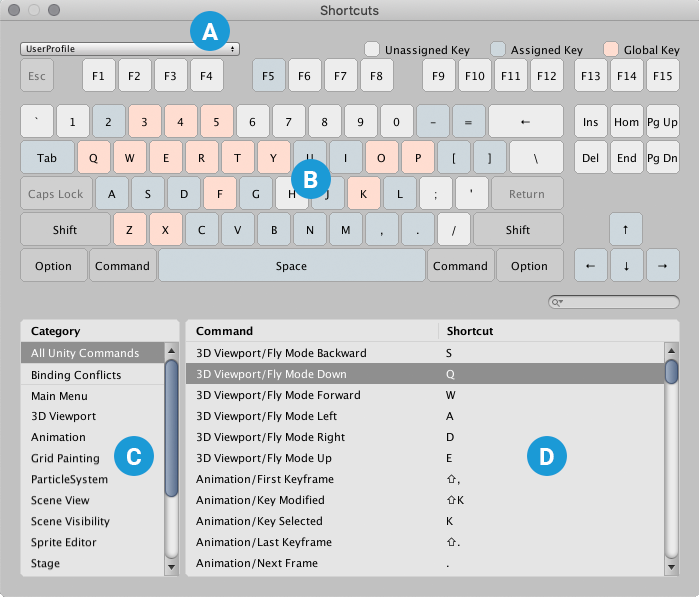 Shortcuts
A
UserProfile
Unassigned Key Assigned Key Global Key
Esc F1 F2 F3 F4 F5 F6 F7 F8 F9 F10 F11 F12 F13 F14 F15
` 1 2 3 4 5 6 7 8 9 0 - = ← Ins Hom Pg Up
Tab Q W E R T Y U I O P [ ] \ Del End Pg Dn
B
Caps Lock A S D F G H J K L ; ' Return
Shift Z X C V B N M , . / Shift ↑
Option Command Space Command Option ← ↓ →
Category Command Shortcut
All Unity Commands 3D Viewport/Fly Mode Backward S
Binding Conflicts 3D Viewport/Fly Mode Down Q
Main Menu 3D Viewport/Fly Mode Forward W
3D Viewport 3D Viewport/Fly Mode Left A
Animation 3D Viewport/Fly Mode Right D
Grid Painting C 3D Viewport/Fly Mode Up E D
ParticleSystem Animation/First Keyframe ⇧,
Scene View Animation/Key Modified ⇧K
Scene Visibility Animation/Key Selected K
Sprite Editor Animation/Last Keyframe ⇧.
Stage Animation/Next Frame .